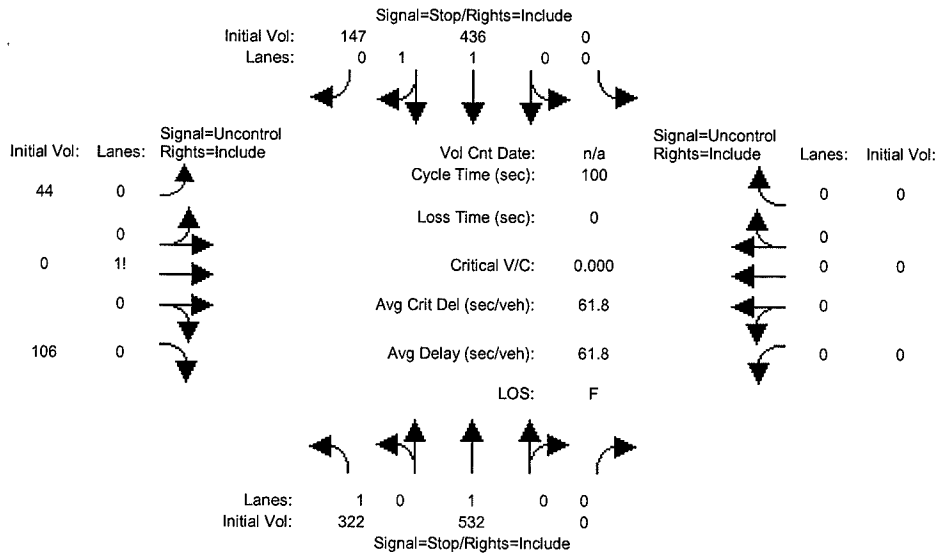 Signal=Stop/Rights=Include
Initial Vol: 147 436 0
Lanes: 0 1 1 0 0
Signal=Uncontrol
Initial Vol: Lanes: Rights=Include
44 0
0
0 1!
0
106 0
Vol Cnt Date: n/a
Cycle Time (sec): 100
Loss Time (sec): 0
Critical V/C: 0.000
Avg Crit Del (sec/veh): 61.8
Avg Delay (sec/veh): 61.8
LOS: F
Signal=Uncontrol
Rights=Include Lanes: Initial Vol:
0 0
0
0 0
0
0 0
Lanes: 1 0 1 0 0
Initial Vol: 322 532 0
Signal=Stop/Rights=Include